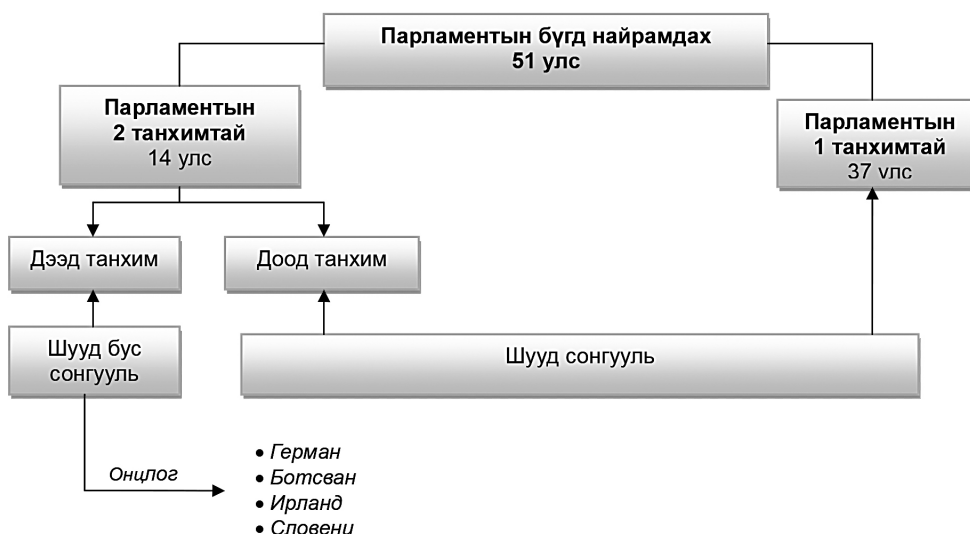 Парламентын бүгд найрамдах
51 улс
Парламентын
2 танхимтай
14 улс
Парламентын
1 танхимтай
37 улс
Дээд танхим
Доод танхим
Шууд бус
сонгууль
Шууд сонгууль
Онцлог
• Герман
• Ботсван
• Ирланд
• Словени